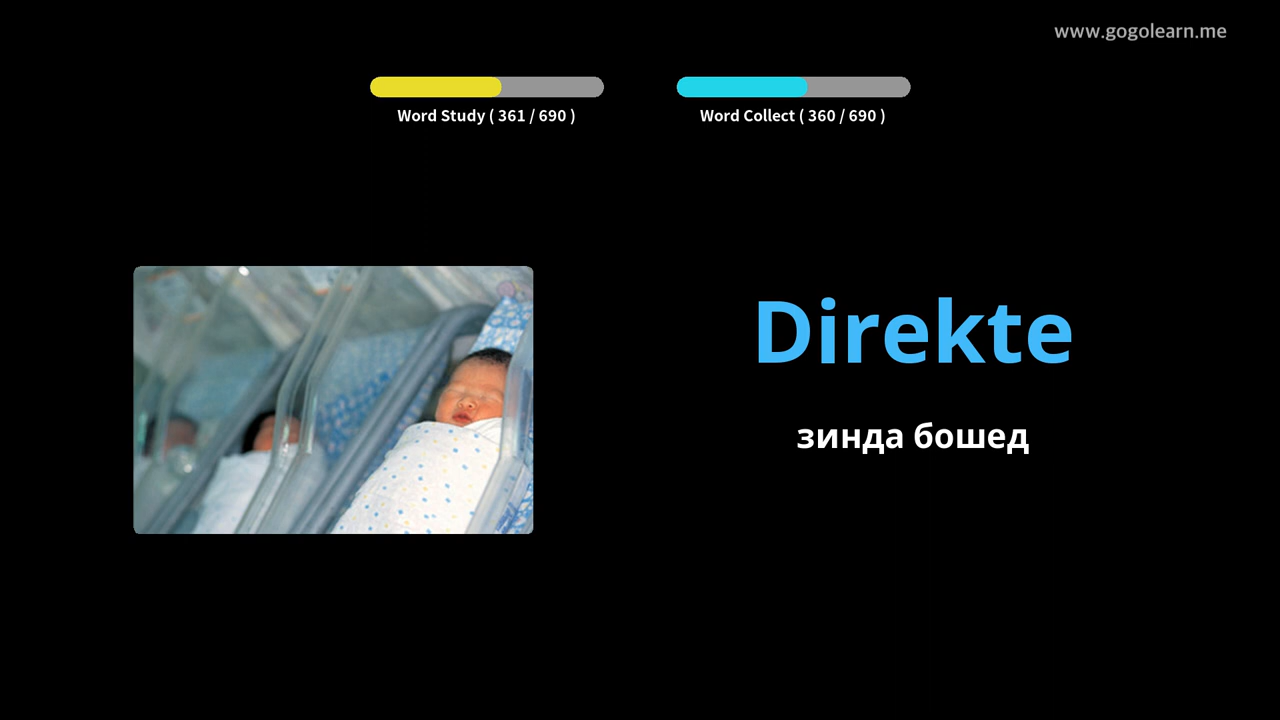 www.gogolearn.me
Word Study ( 361 / 690 )
Word Collect ( 360 / 690 )
Direkte
зинда бошед